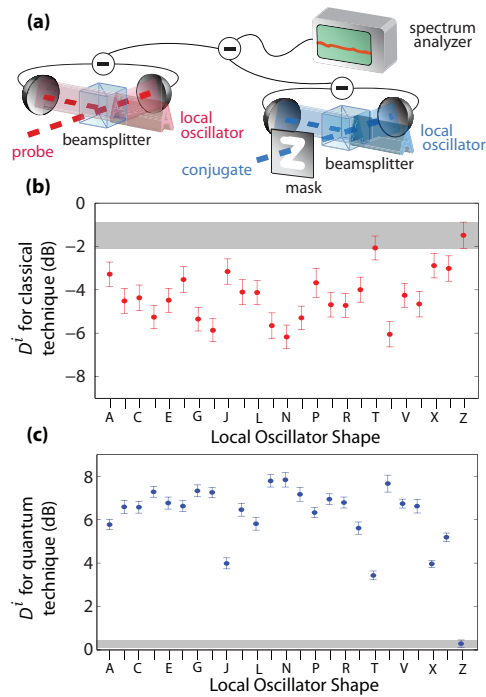 (a)
spectrum
analyzer
local
oscillator
probe
beamsplitter
local
oscillator
beamsplitter
conjugate
mask
Z
(b)
D^i for classical
technique (dB)
0
−2
−4
−6
−8
A C E G J L N P R T V X Z
Local Oscillator Shape
(c)
D^i for quantum
technique (dB)
8
6
4
2
0
A C E G J L N P R T V X Z
Local Oscillator Shape